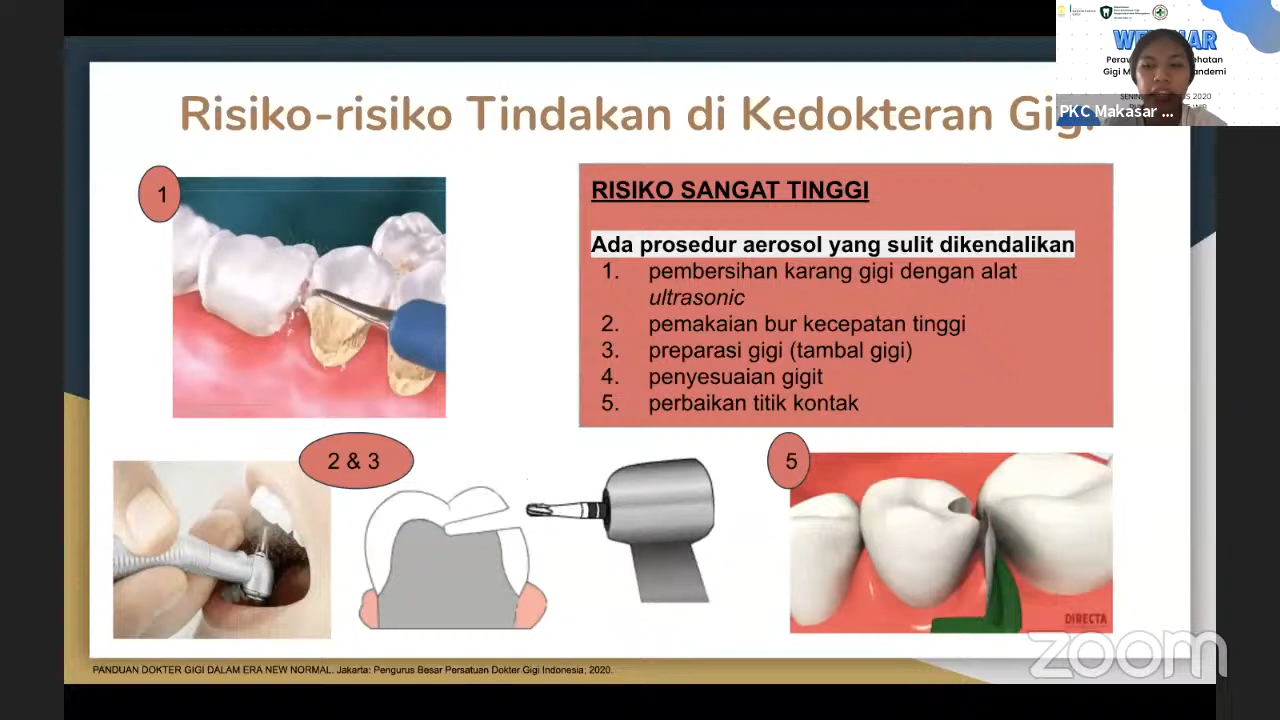 Risiko-risiko Tindakan di Kedokteran Gigi
PKC Makasar ...
1
RISIKO SANGAT TINGGI
Ada prosedur aerosol yang sulit dikendalikan
1. pembersihan karang gigi dengan alat
ultrasonic
2. pemakaian bur kecepatan tinggi
3. preparasi gigi (tambal gigi)
4. penyesuaian gigit
5. perbaikan titik kontak
2 & 3
5
DIRECTA
zoom
PANDUAN DOKTER GIGI DALAM ERA NEW NORMAL. Jakarta: Pengurus Besar Persatuan Dokter Gigi Indonesia; 2020.